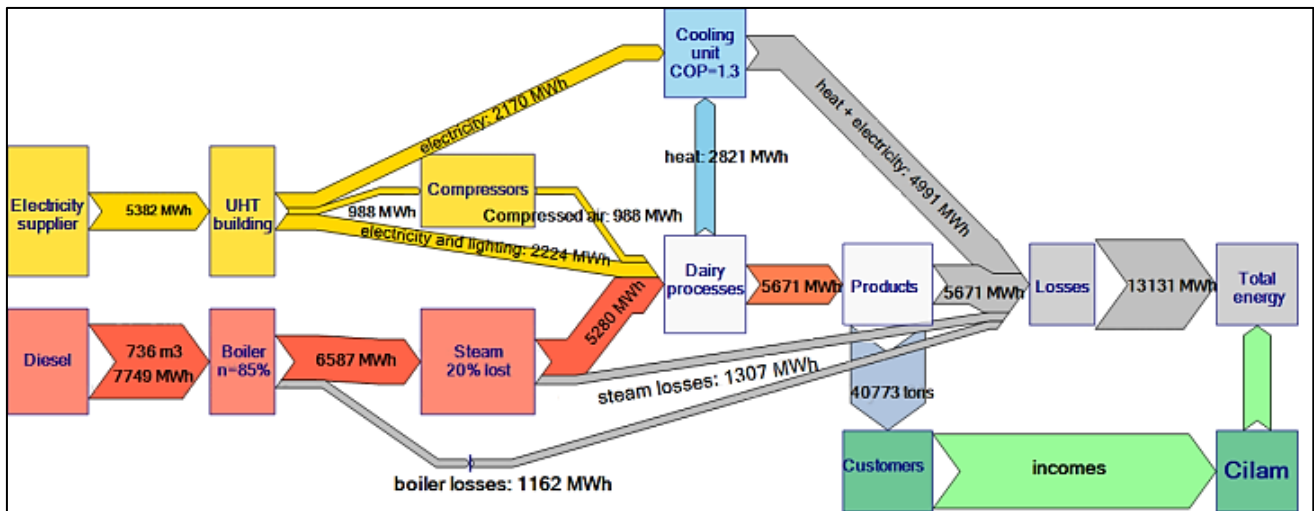 Cooling
unit
COP=1.3
electricity: 2170 MWh
heat + electricity: 4991 MWh
heat: 2821 MWh
Electricity
supplier
5382 MWh
UHT
building
Compressors
988 MWh
Compressed air: 988 MWh
electricity and lighting: 2224 MWh
Dairy
processes
5671 MWh
Products
5671 MWh
Losses
13131 MWh
Total
energy
Diesel
736 m3
7749 MWh
Boiler
n=85%
6587 MWh
Steam
20% lost
5280 MWh
steam losses: 1307 MWh
40773 tons
boiler losses: 1162 MWh
Customers
incomes
Cilam